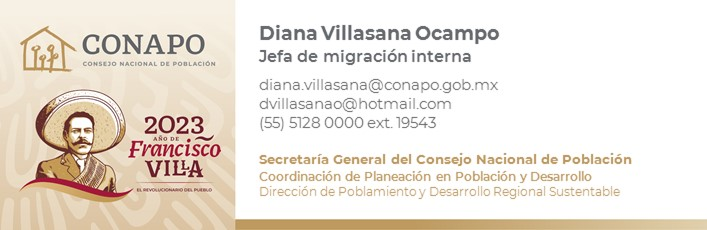 CONAPO
CONSEJO NACIONAL DE POBLACIÓN
2023
AÑO DE
Francisco
VILLA
EL REVOLUCIONARIO DEL PUEBLO
Diana Villasana Ocampo
Jefa de migración interna
diana.villasana@conapo.gob.mx
dvillasanao@hotmail.com
(55) 5128 0000 ext. 19543
Secretaría General del Consejo Nacional de Población
Coordinación de Planeación en Población y Desarrollo
Dirección de Poblamiento y Desarrollo Regional Sustentable